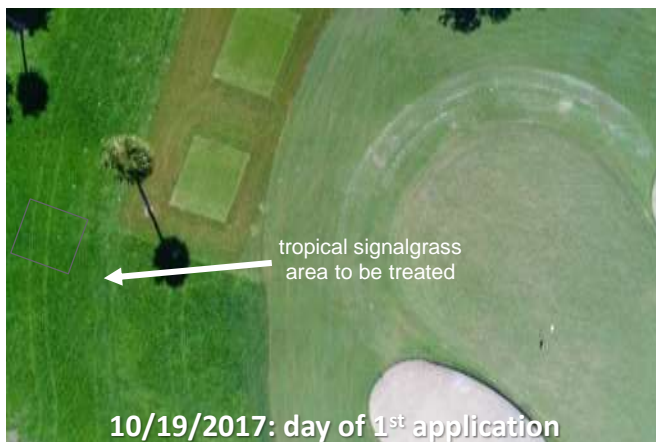 tropical signalgrass
area to be treated
10/19/2017: day of 1st application